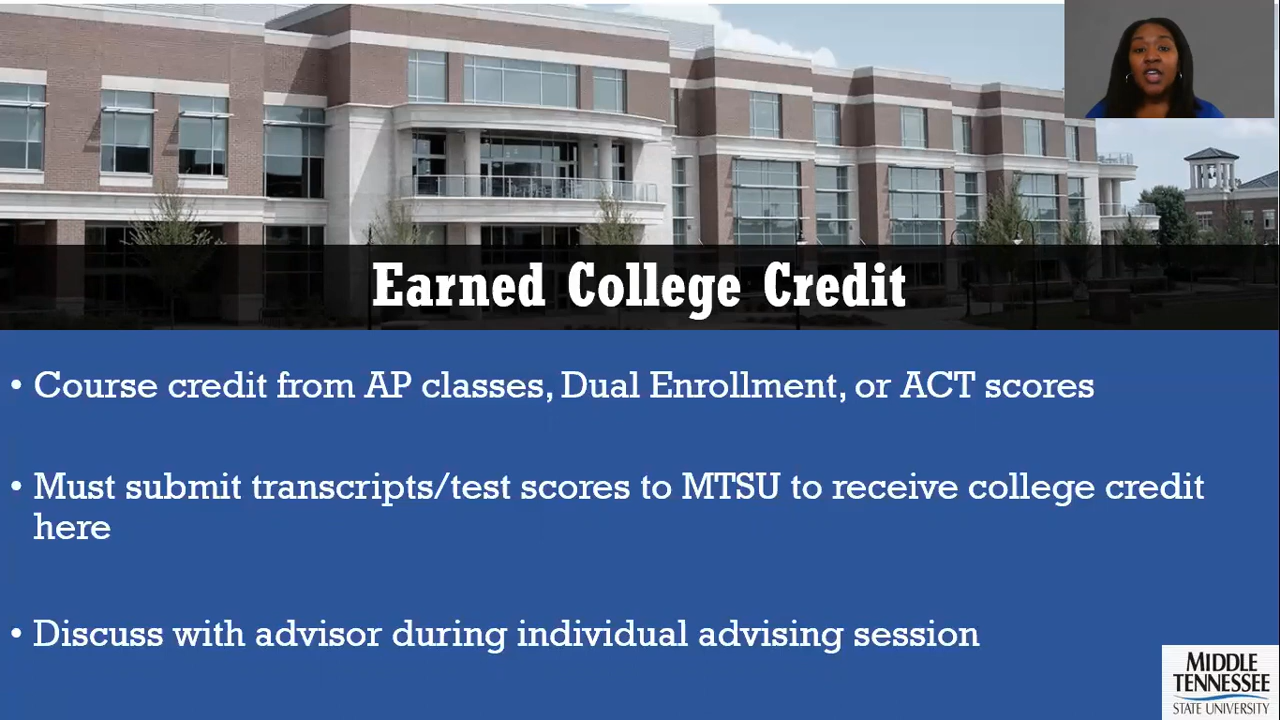 Earned College Credit
• Course credit from AP classes, Dual Enrollment, or ACT scores
• Must submit transcripts/test scores to MTSU to receive college credit
here
• Discuss with advisor during individual advising session
MIDDLE
TENNESSEE
STATE UNIVERSITY